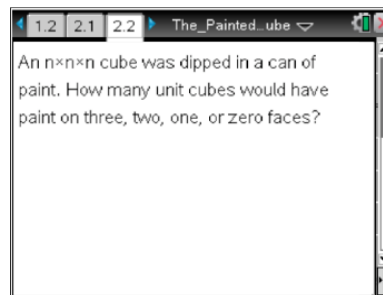 1.2 2.1 2.2 The_Painted...ube
An n×n×n cube was dipped in a can of
paint. How many unit cubes would have
paint on three, two, one, or zero faces?